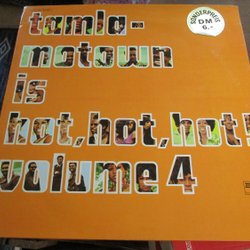 tamla-
motown
is
hot, hot, hot!
volume 4
SONDERPREIS
DM
6,-